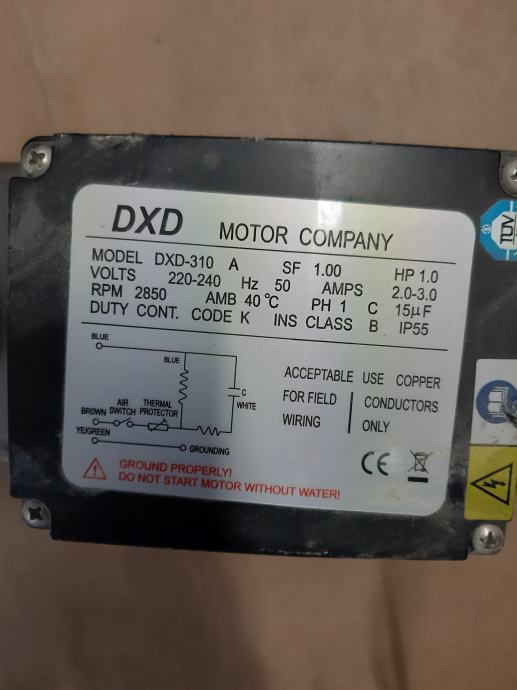 DXD MOTOR COMPANY
MODEL DXD-310 A SF 1.00 HP 1.0
VOLTS 220-240 Hz 50 AMPS 2.0-3.0
RPM 2850 AMB 40°C PH 1 C 15µF
DUTY CONT. CODE K INS CLASS B IP55
BLUE
BLUE
C
WHITE
AIR SWITCH
THERMAL PROTECTOR
BROWN
YE/GREEN
GROUNDING
ACCEPTABLE USE COPPER
FOR FIELD CONDUCTORS
WIRING ONLY
CE
GROUND PROPERLY!
DO NOT START MOTOR WITHOUT WATER!
TÜV